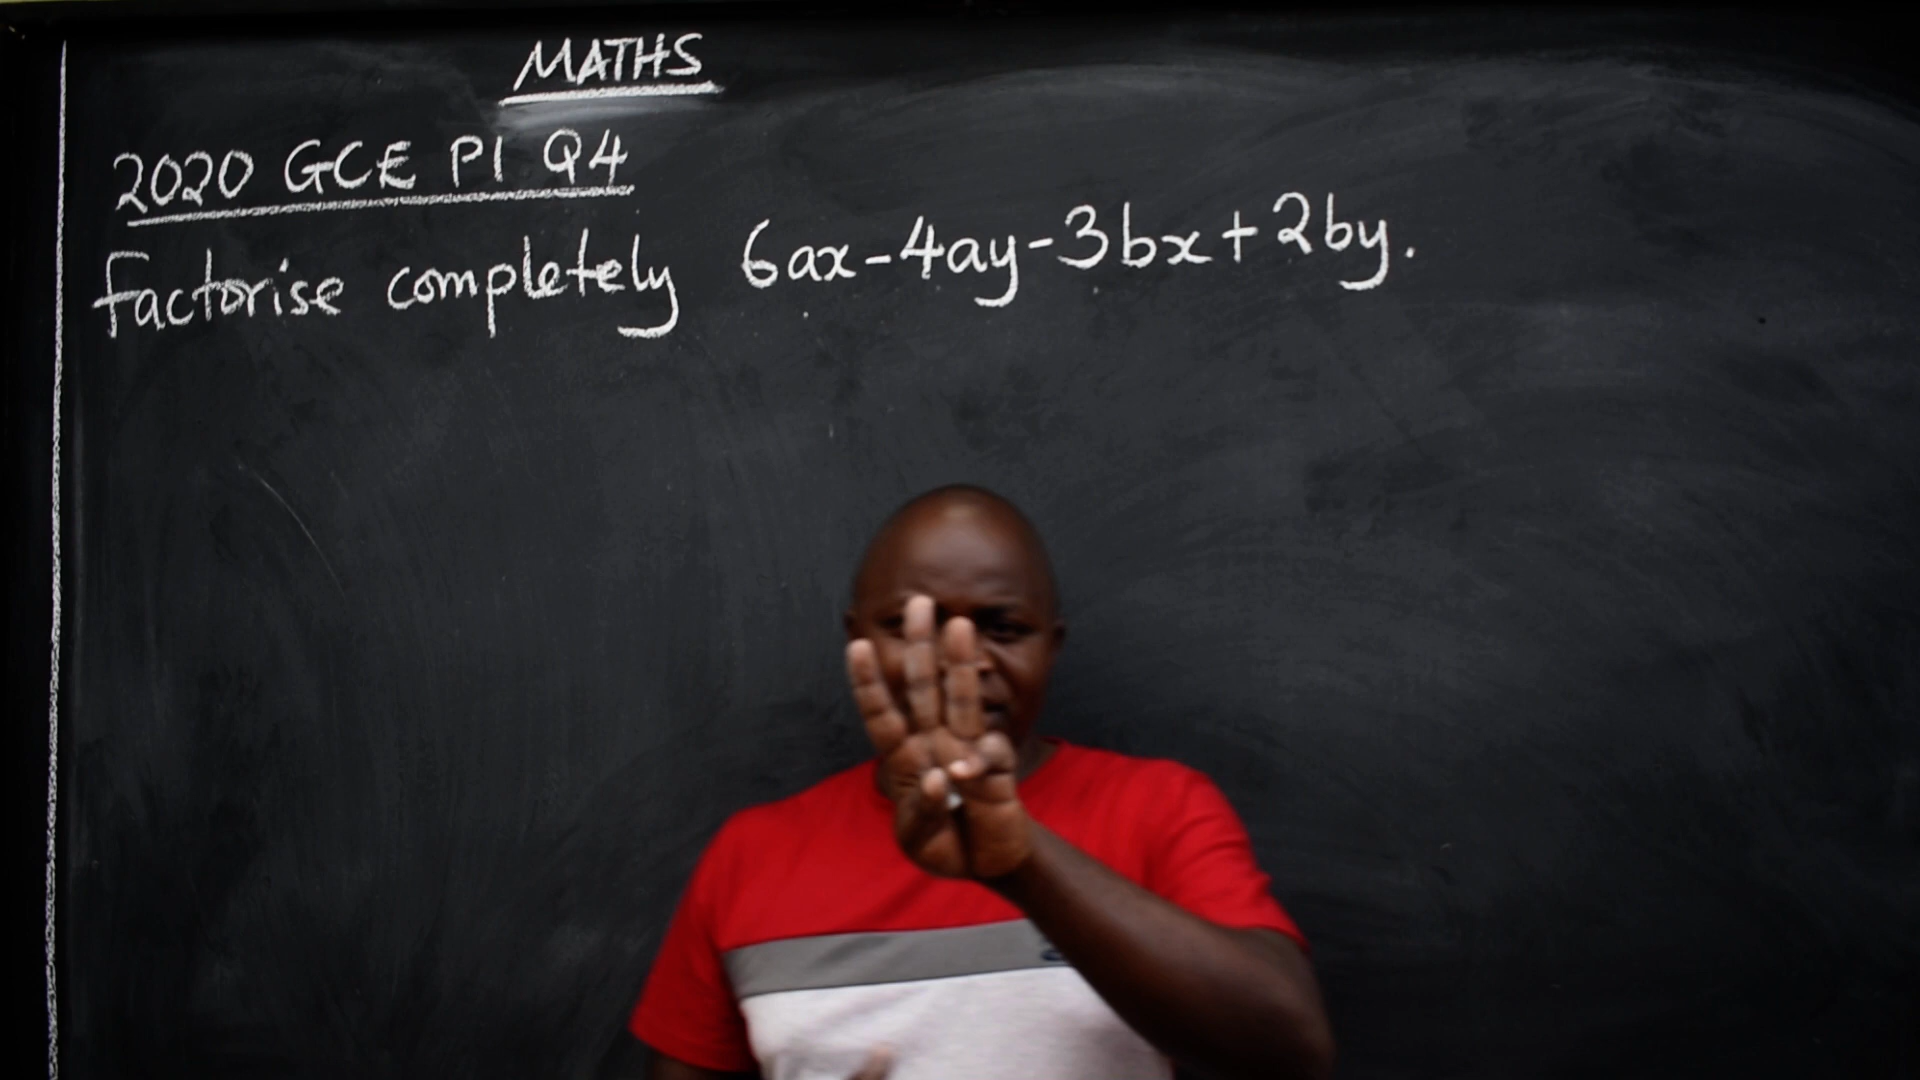 MATHS
2020 GCE P1 Q4
factorise completely 6ax-4ay-3bx+2by.